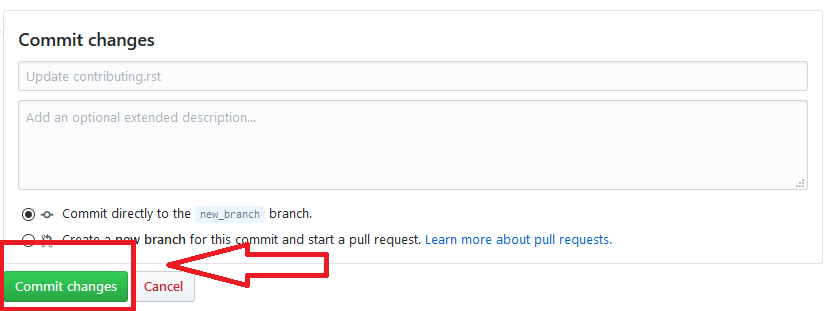 Commit changes
Update contributing.rst
Add an optional extended description...
Commit directly to the new_branch branch.
Create a new branch for this commit and start a pull request. Learn more about pull requests.
Commit changes Cancel